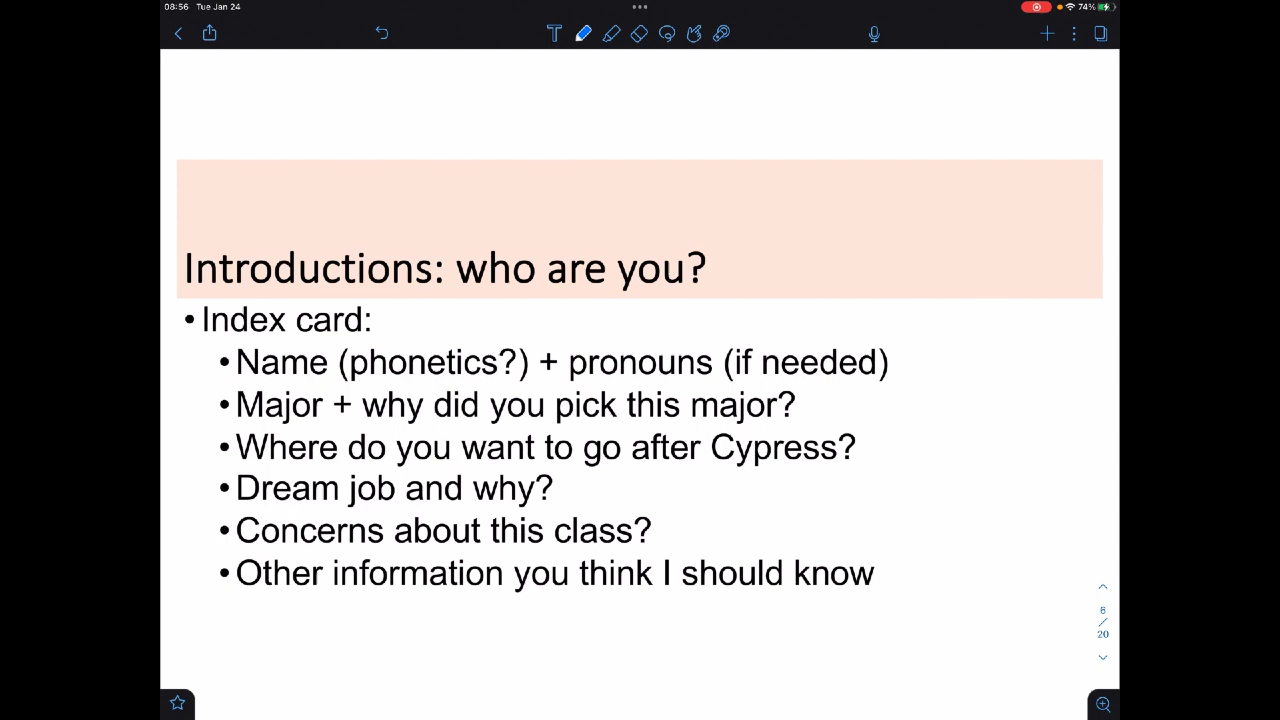 08:56 Tue Jan 24
74%
T
Introductions: who are you?
• Index card:
• Name (phonetics?) + pronouns (if needed)
• Major + why did you pick this major?
• Where do you want to go after Cypress?
• Dream job and why?
• Concerns about this class?
• Other information you think I should know
6
/
20